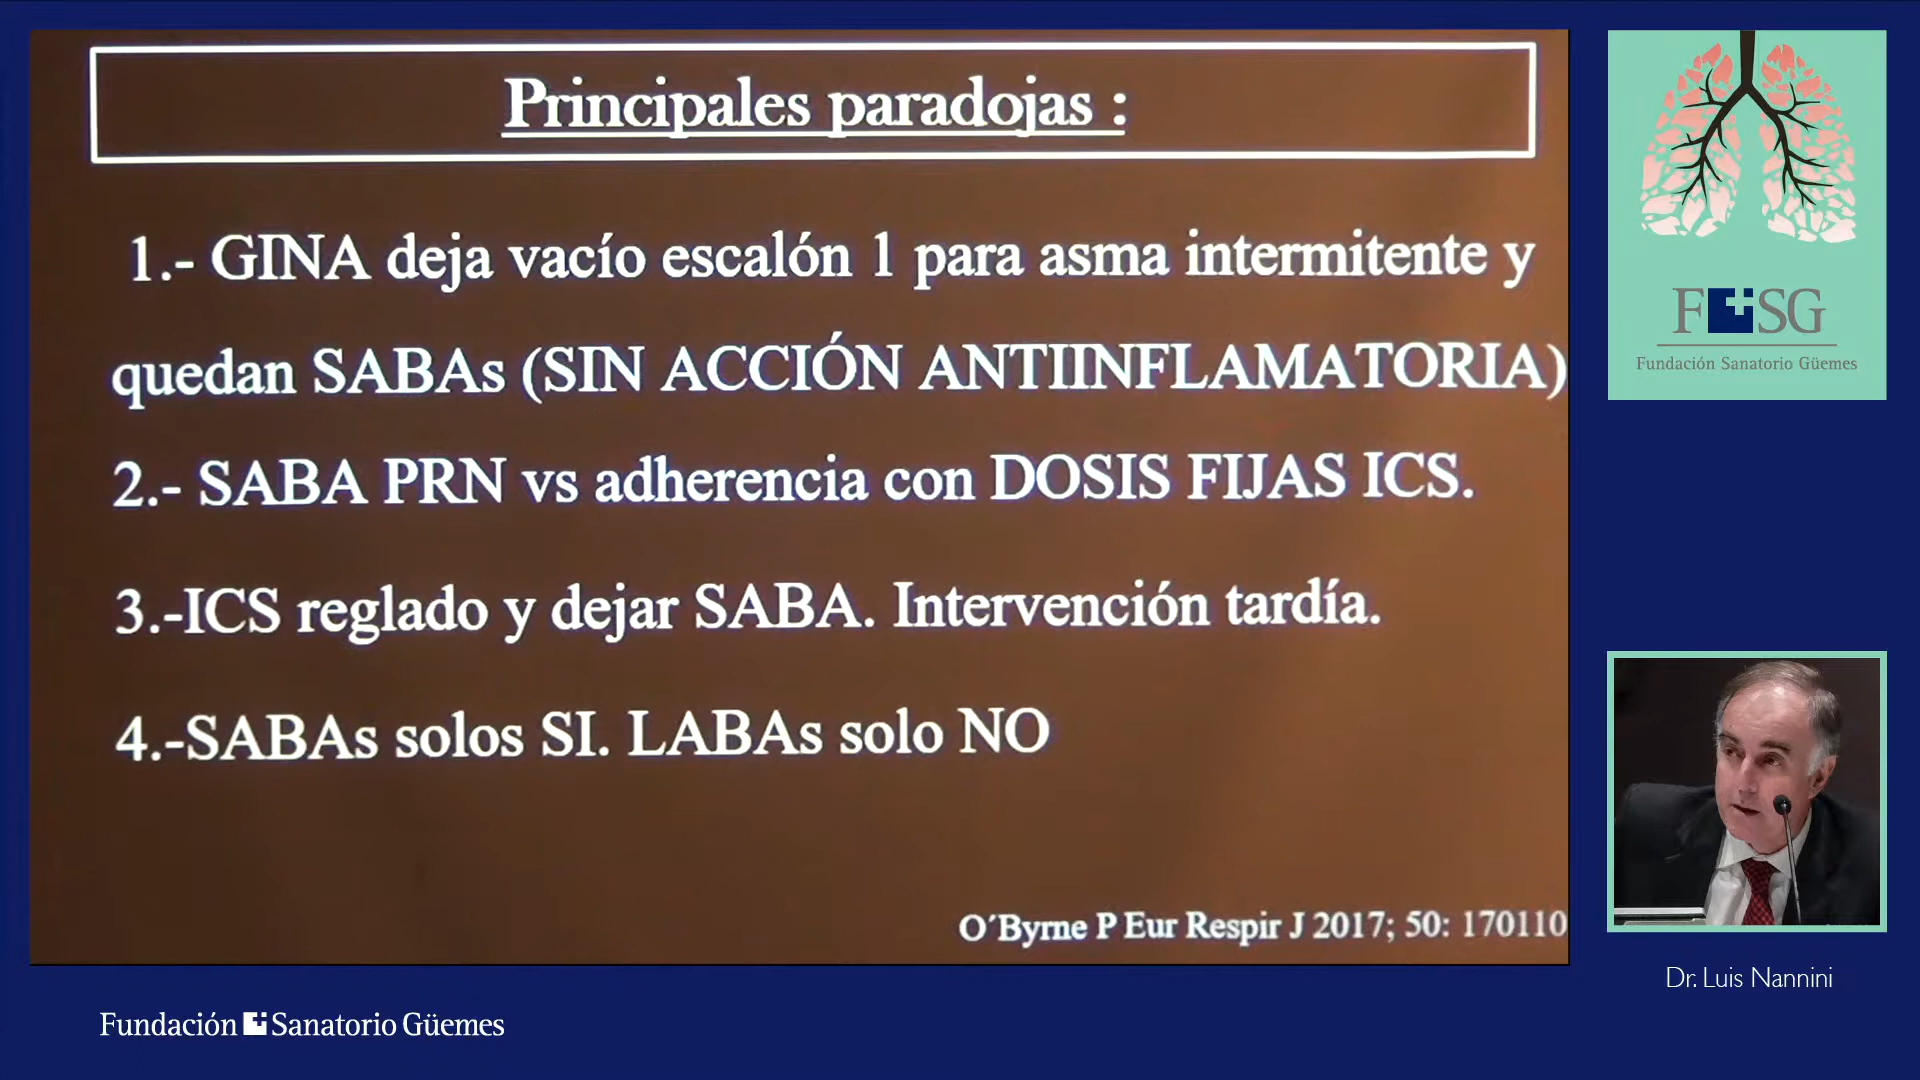 Principales paradojas :
1.- GINA deja vacío escalón 1 para asma intermitente y
quedan SABAs (SIN ACCIÓN ANTIINFLAMATORIA)
2.- SABA PRN vs adherencia con DOSIS FIJAS ICS.
3.-ICS reglado y dejar SABA. Intervención tardía.
4.-SABAs solos SI. LABAs solo NO
O´Byrne P Eur Respir J 2017; 50: 170110
FSG
Fundación Sanatorio Güemes
Dr. Luis Nannini
Fundación Sanatorio Güemes